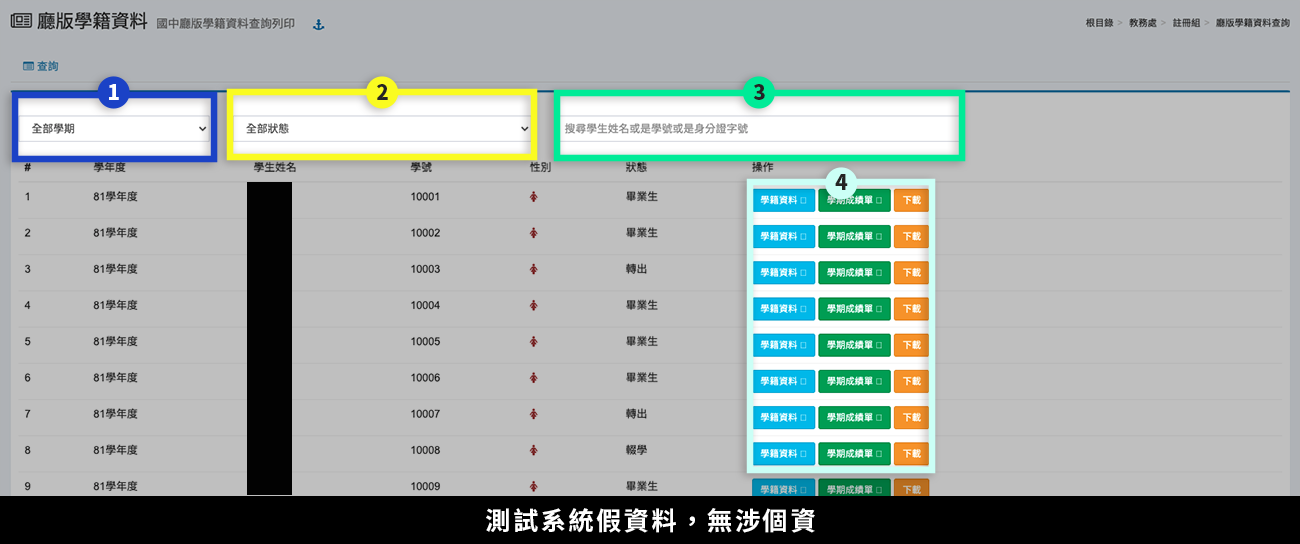 廳版學籍資料 國中廳版學籍資料查詢列印
根目錄 > 教務處 > 註冊組 > 廳版學籍資料查詢
查詢
1 2 3
全部學期 全部狀態 搜尋學生姓名或是學號或是身分證字號
# 學年度 學生姓名 學號 性別 狀態 操作
4
1 81學年度 10001 畢業生 學籍資料 學期成績單 下載
2 81學年度 10002 畢業生 學籍資料 學期成績單 下載
3 81學年度 10003 轉出 學籍資料 學期成績單 下載
4 81學年度 10004 畢業生 學籍資料 學期成績單 下載
5 81學年度 10005 畢業生 學籍資料 學期成績單 下載
6 81學年度 10006 畢業生 學籍資料 學期成績單 下載
7 81學年度 10007 轉出 學籍資料 學期成績單 下載
8 81學年度 10008 輟學 學籍資料 學期成績單 下載
9 81學年度 10009 畢業生 學籍資料 學期成績單 下載
測試系統假資料，無涉個資